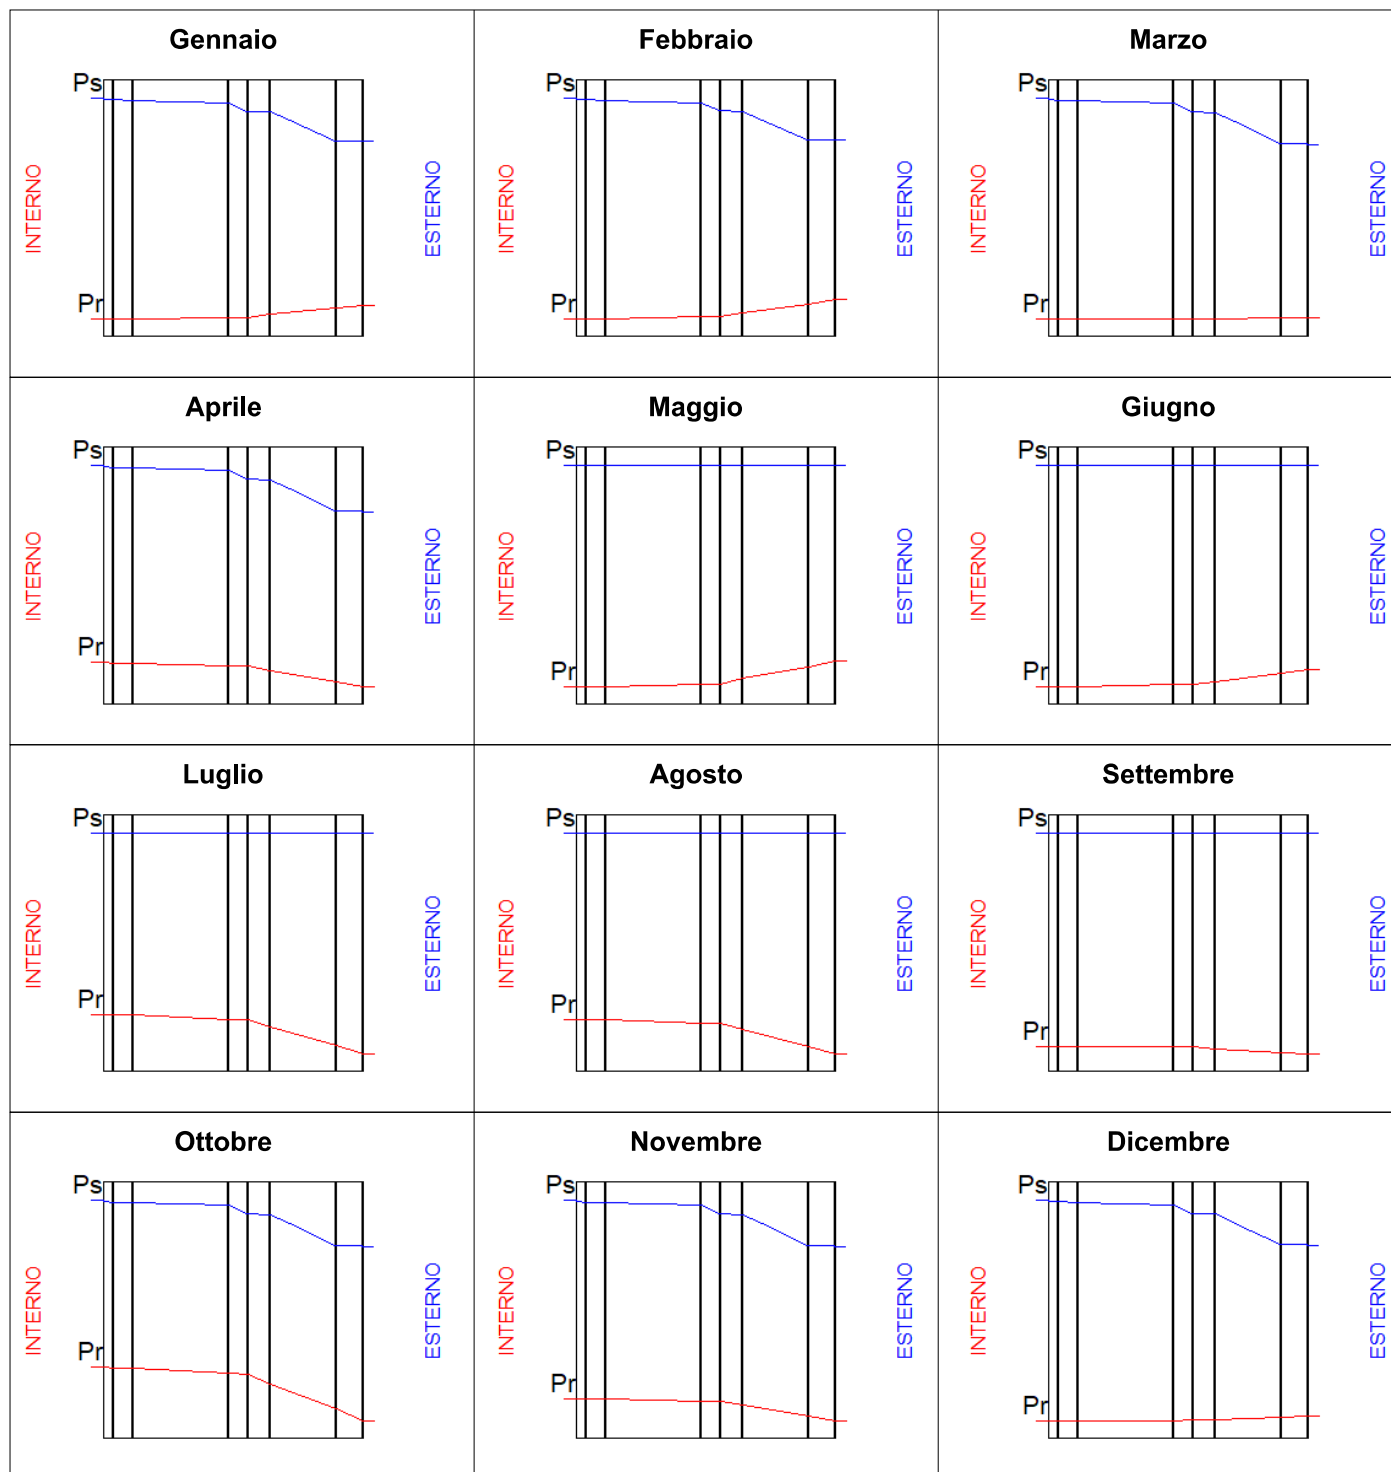 Gennaio
Ps
INTERNO
ESTERNO
Pr
Febbraio
Ps
INTERNO
ESTERNO
Pr
Marzo
Ps
INTERNO
ESTERNO
Pr
Aprile
Ps
INTERNO
ESTERNO
Pr
Maggio
Ps
INTERNO
ESTERNO
Pr
Giugno
Ps
INTERNO
ESTERNO
Pr
Luglio
Ps
INTERNO
ESTERNO
Pr
Agosto
Ps
INTERNO
ESTERNO
Pr
Settembre
Ps
INTERNO
ESTERNO
Pr
Ottobre
Ps
INTERNO
ESTERNO
Pr
Novembre
Ps
INTERNO
ESTERNO
Pr
Dicembre
Ps
INTERNO
ESTERNO
Pr